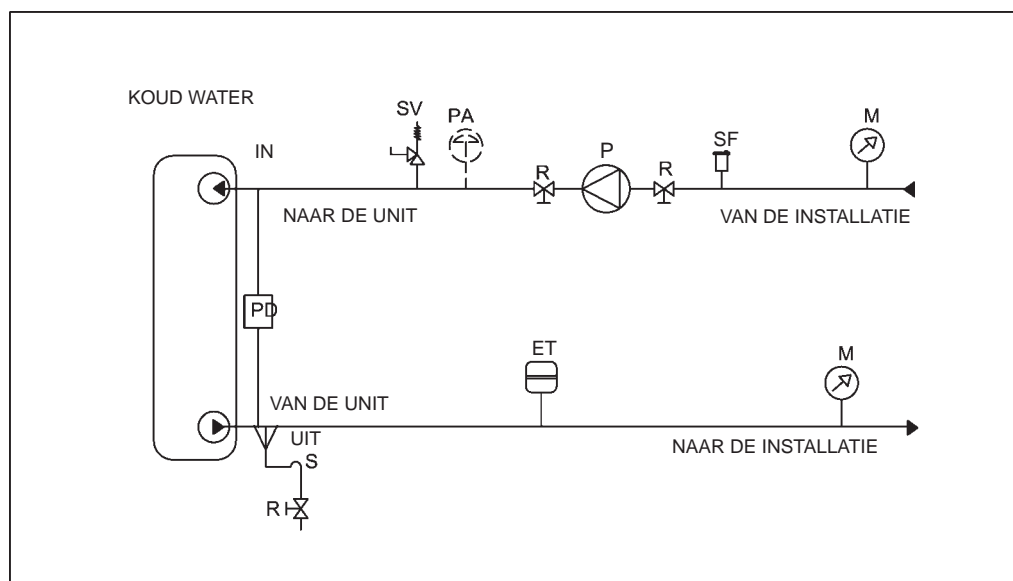 KOUD WATER
SV
PA
M
SF
P
IN
R
R
NAAR DE UNIT
VAN DE INSTALLATIE
PD
ET
M
VAN DE UNIT
UIT
NAAR DE INSTALLATIE
S
R